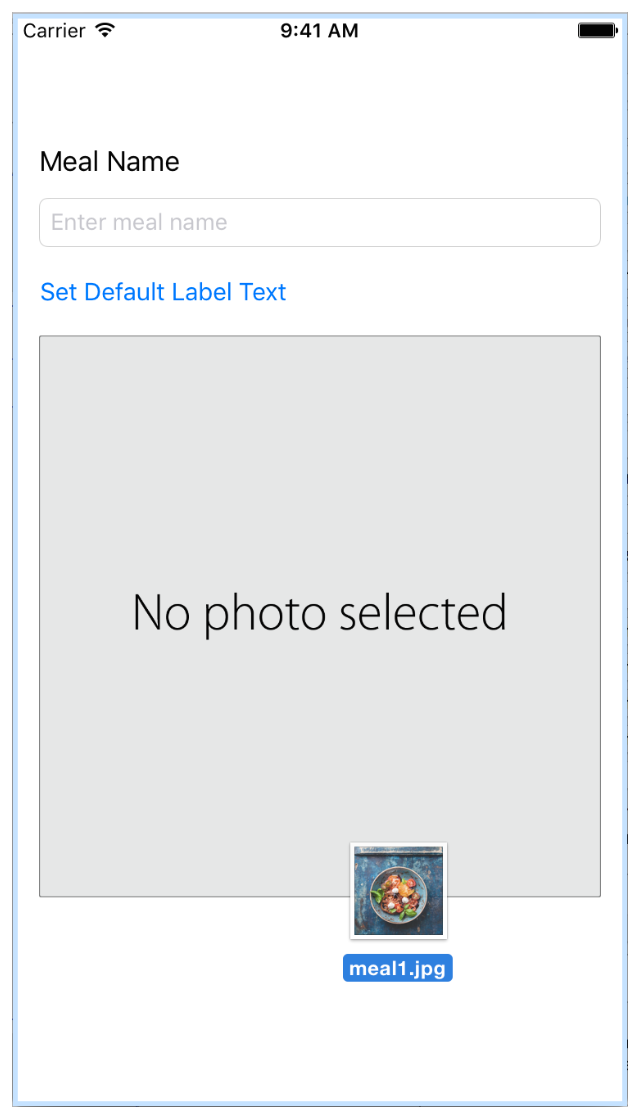 Carrier 9:41 AM
Meal Name
Enter meal name
Set Default Label Text
No photo selected
meal1.jpg